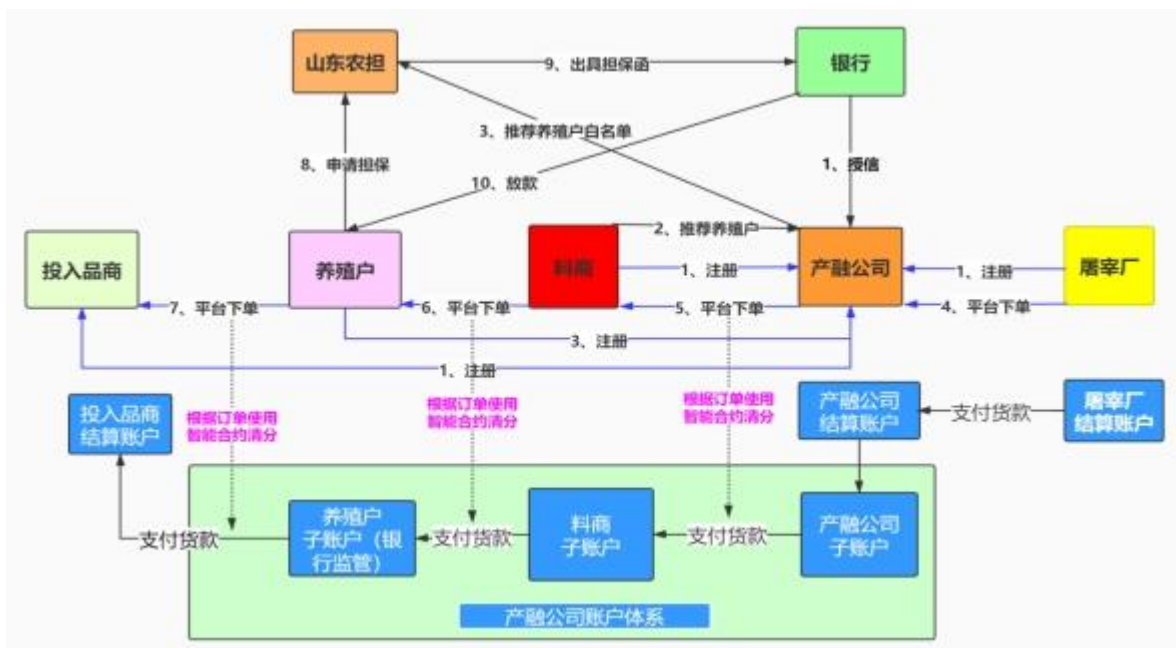 山东农担
9、出具担保函
银行
3、推荐养殖户白名单
8、申请担保
10、放款
1、授信
2、推荐养殖户
投入品商
养殖户
料商
1、注册
产融公司
1、注册
屠宰厂
7、平台下单
6、平台下单
5、平台下单
4、平台下单
3、注册
1、注册
投入品商
结算账户
根据订单使用
智能合约清分
根据订单使用
智能合约清分
根据订单使用
智能合约清分
产融公司
结算账户
支付货款
屠宰厂
结算账户
支付货款
养殖户
子账户（银
行监管）
支付货款
料商
子账户
支付货款
产融公司
子账户
产融公司账户体系